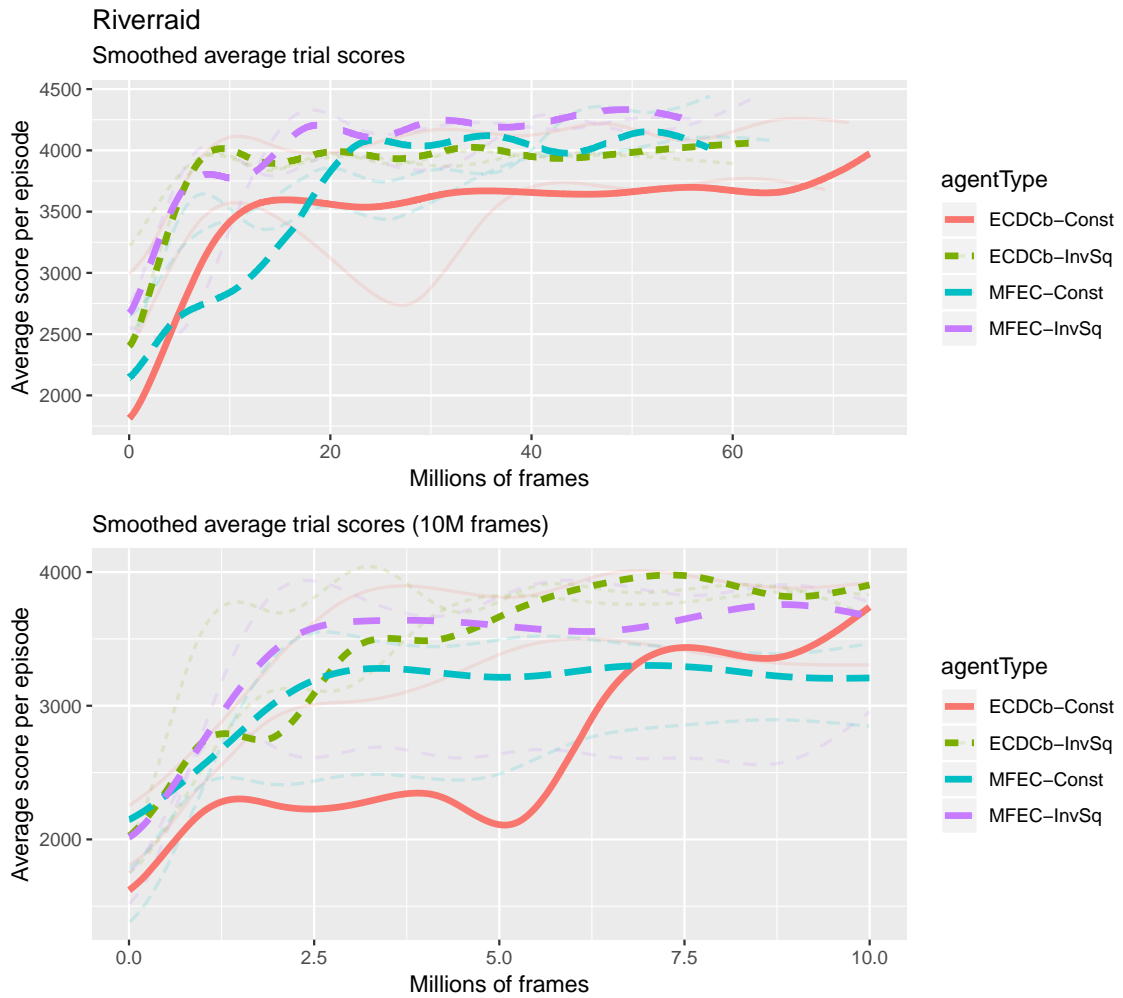 Riverraid
Smoothed average trial scores
Average score per episode
4500
4000
3500
3000
2500
2000
0
20
40
60
Millions of frames
agentType
ECDCb−Const
ECDCb−InvSq
MFEC−Const
MFEC−InvSq
Smoothed average trial scores (10M frames)
Average score per episode
4000
3000
2000
0.0
2.5
5.0
7.5
10.0
Millions of frames
agentType
ECDCb−Const
ECDCb−InvSq
MFEC−Const
MFEC−InvSq